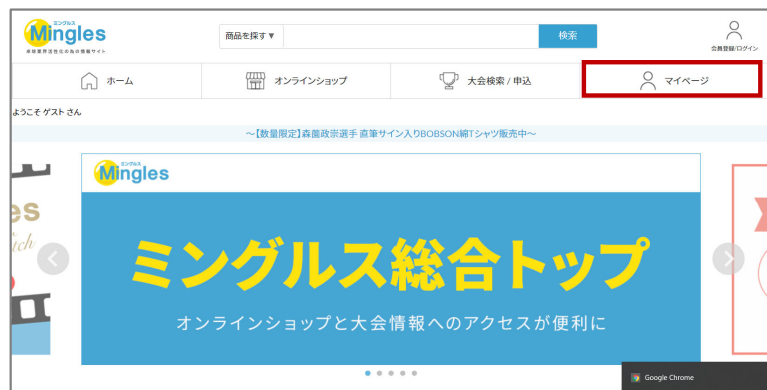 ミングルス
Mingles
卓球業界活性化の為の情報サイト
商品を探す▼
検索
会員登録/ログイン
ホーム
オンラインショップ
大会検索 / 申込
マイページ
ようこそ ゲスト さん
～【数量限定】森薗政宗選手 直筆サイン入りBOBSON綿Tシャツ販売中～
ミングルス
Mingles
es
tch
ミングルス総合トップ
オンラインショップと大会情報へのアクセスが便利に
Google Chrome